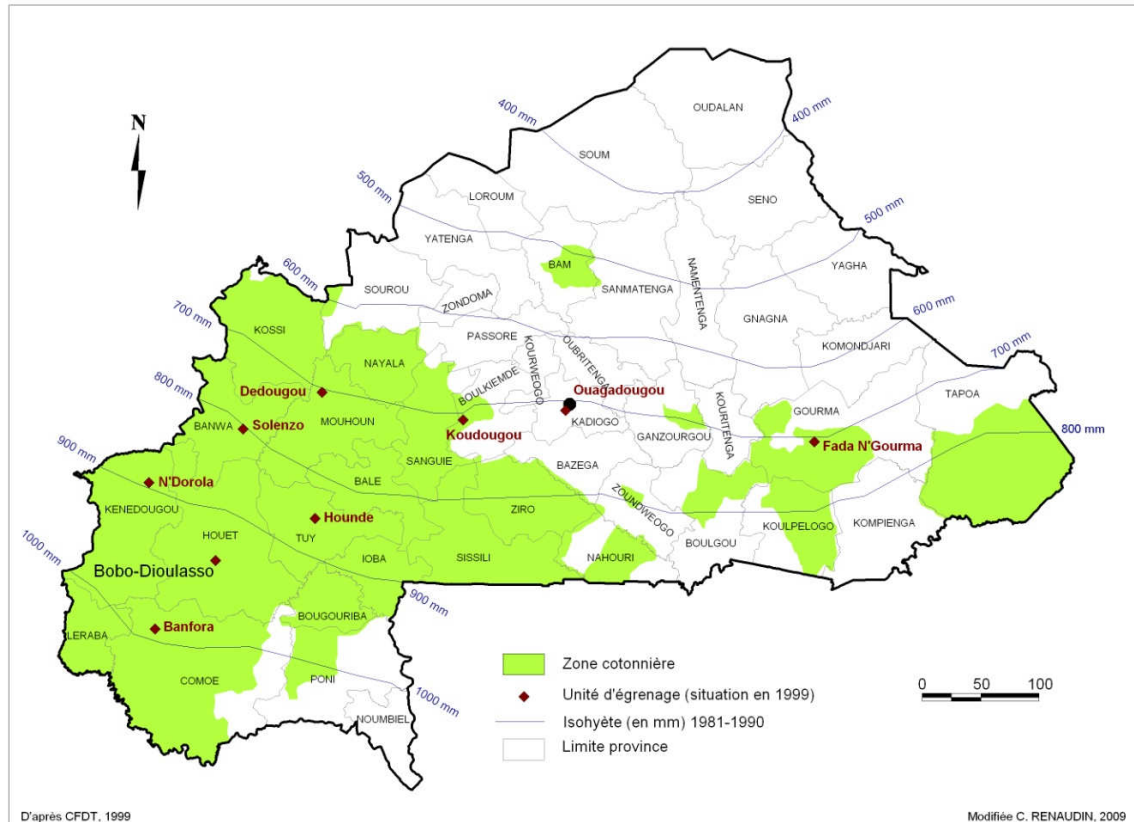 N
OUDALAN
400 mm
400 mm
SOUM
LOROUM
500 mm
SENO
500 mm
YATENGA
BAM
SANMATENGA
NAMENTENGA
YAGHA
600 mm
SOUROU
ZONDOMA
GNAGNA
600 mm
KOSSI
700 mm
PASSORE
KOURWEOGO
OUBRITENGA
KOMONDJARI
700 mm
NAYALA
BOULKIEMDE
Ouagadougou
TAPOA
800 mm
Dedougou
MOUHOUN
KADIOGO
KOURITENGA
GOURMA
BANWA
Solenzo
Koudougou
GANZOURGOU
Fada N'Gourma
800 mm
900 mm
SANGUIE
BAZEGA
N'Dorola
BALE
ZOUNDWEOGO
KENEDOUGOU
Hounde
ZIRO
KOULPELOGO
KOMPIENGA
HOUET
TUY
BOULGOU
1000 mm
IOBA
SISSILI
NAHOURI
Bobo-Dioulasso
900 mm
BOUGOURIBA
Banfora
LERABA
COMOE
PONI
1000 mm
NOUMBIEL
Zone cotonnière
Unité d'égrenage (situation en 1999)
Isohyète (en mm) 1981-1990
Limite province
0 50 100
D'après CFDT, 1999
Modifiée C. RENAUDIN, 2009